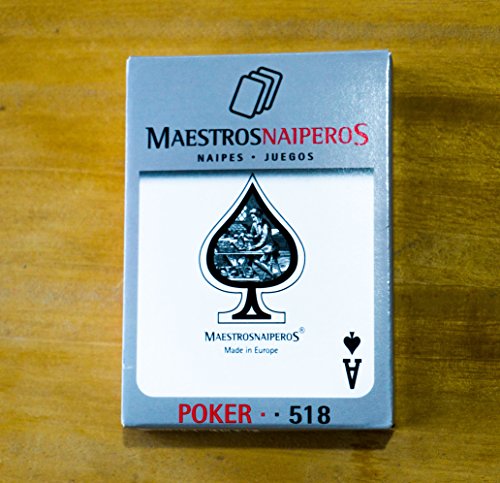 MAESTROSNAIPEROS
NAIPES · JUEGOS
MAESTROSNAIPEROS®
Made in Europe
A
POKER · · 518